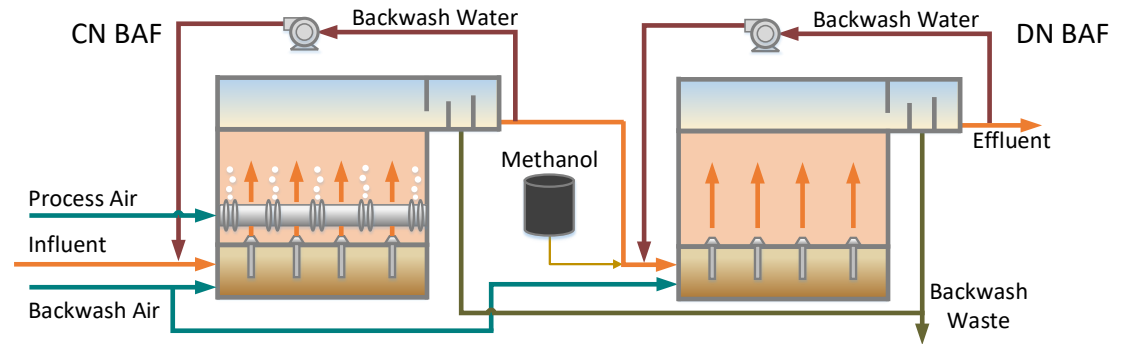 CN BAF
Backwash Water
Backwash Water
DN BAF
Methanol
Effluent
Process Air
Influent
Backwash Air
Backwash
Waste